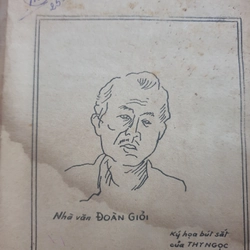 Nhà văn ĐOÀN GIỎI
Ký họa bút sắt
của THT NGỌC